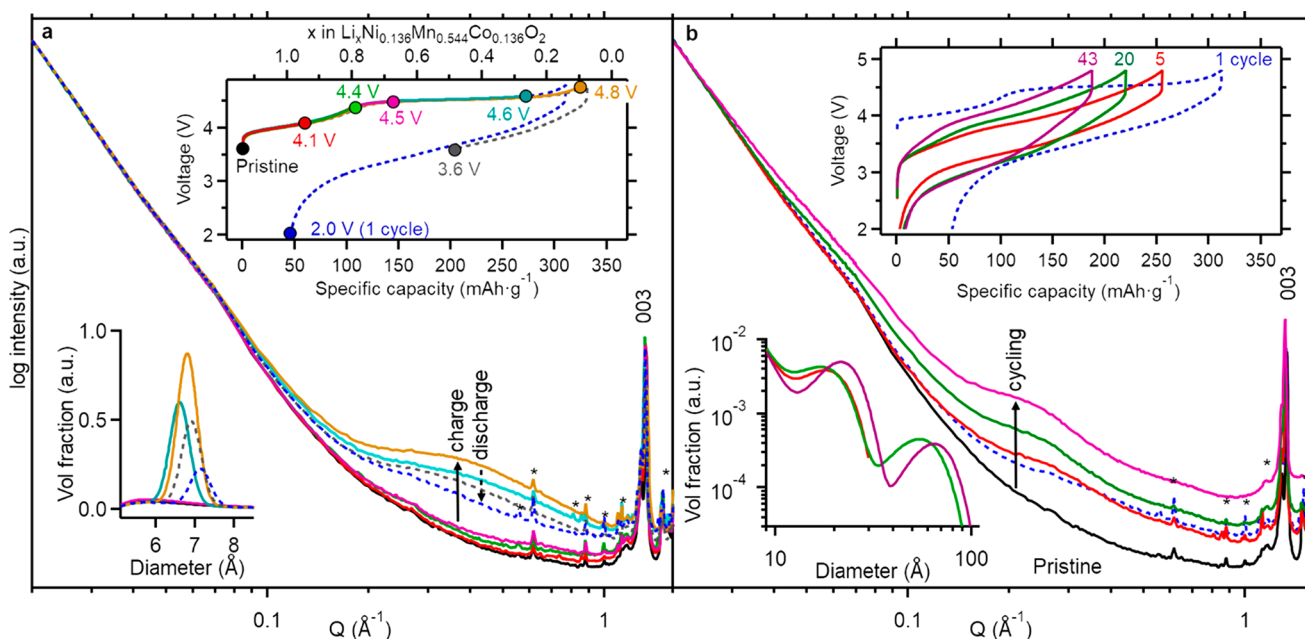 a
x in LiₓNi₀.₁₃₆Mn₀.₅₄₄Co₀.₁₃₆O₂
1.0 0.8 0.6 0.4 0.2 0.0
Voltage (V)
4
3
2
4.4 V
4.8 V
4.5 V
4.6 V
4.1 V
Pristine
3.6 V
2.0 V (1 cycle)
0 50 100 150 200 250 300 350
Specific capacity (mAh·g⁻¹)
log intensity (a.u.)
003
Vol fraction (a.u.)
1.0
0.5
0.0
6 7 8
Diameter (Å)
charge
discharge
* * * * * * *
0.1 1
Q (Å⁻¹)
b
43 20 5 1 cycle
Voltage (V)
5
4
3
2
0 50 100 150 200 250 300 350
Specific capacity (mAh·g⁻¹)
003
Vol fraction (a.u.)
10⁻²
10⁻³
10⁻⁴
10 100
Diameter (Å)
cycling
Pristine
* * * *
0.1 1
Q (Å⁻¹)